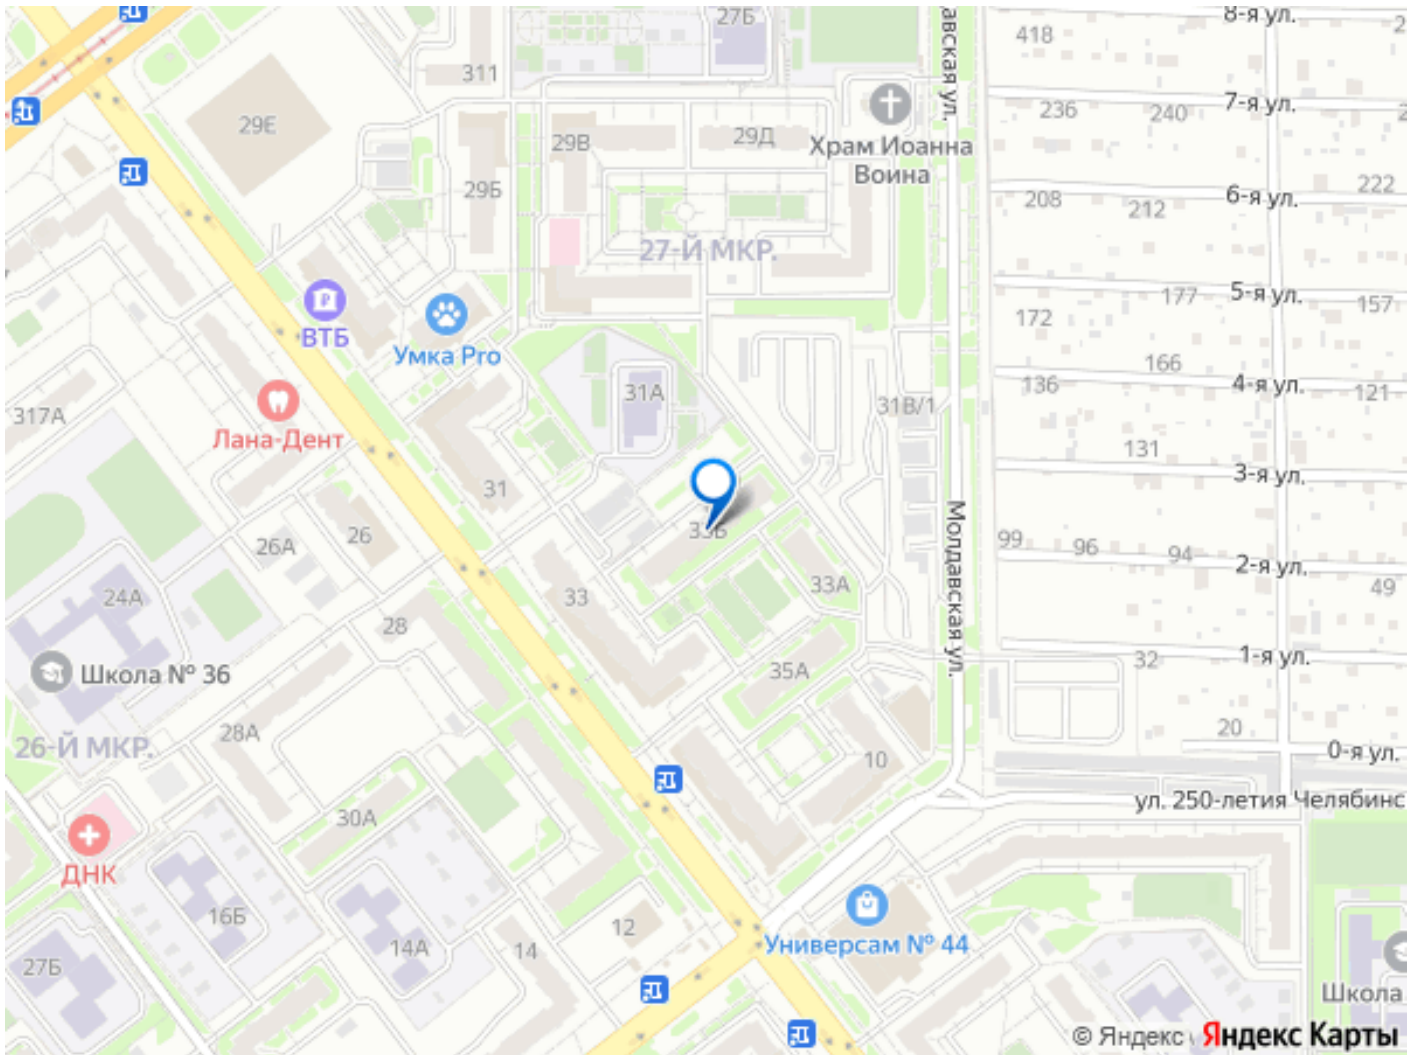 27Б
8-я ул.
418
311
236
240
7-я ул.
29Е
29В
29Д
Храм Иоанна
Воина
29Б
208
212
6-я ул.
222
27-Й МКР.
177
5-я ул.
157
172
ВТБ
Умка Pro
166
136
4-я ул.
121
31А
31В/1
317А
Лана-Дент
131
3-я ул.
31
Молдавская ул.
26
26А
33Б
99
96
94
2-я ул.
49
24А
33
33А
28
Школа № 36
35А
32
1-я ул.
28А
20
26-Й МКР.
10
0-я ул.
30А
ул. 250-летия Челябинс
ДНК
16Б
12
14А
14
Универсам № 44
27Б
Школа
© Яндекс
Яндекс Карты